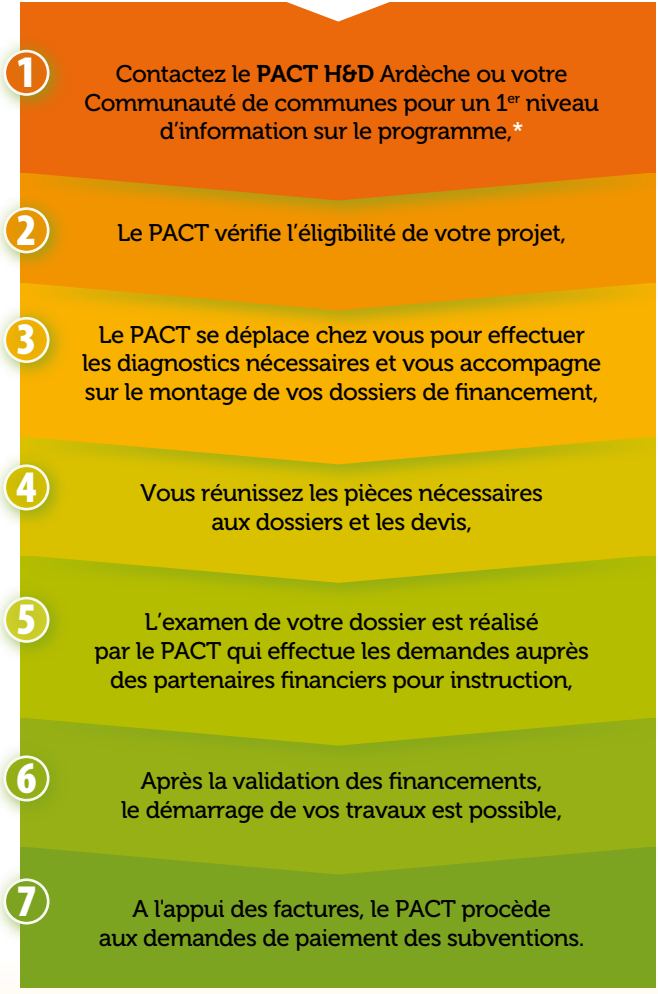 1
Contactez le PACT H&D Ardèche ou votre
Communauté de communes pour un 1er niveau
d'information sur le programme,*
2
Le PACT vérifie l'éligibilité de votre projet,
3
Le PACT se déplace chez vous pour effectuer
les diagnostics nécessaires et vous accompagne
sur le montage de vos dossiers de financement,
4
Vous réunissez les pièces nécessaires
aux dossiers et les devis,
5
L'examen de votre dossier est réalisé
par le PACT qui effectue les demandes auprès
des partenaires financiers pour instruction,
6
Après la validation des financements,
le démarrage de vos travaux est possible,
7
A l'appui des factures, le PACT procède
aux demandes de paiement des subventions.